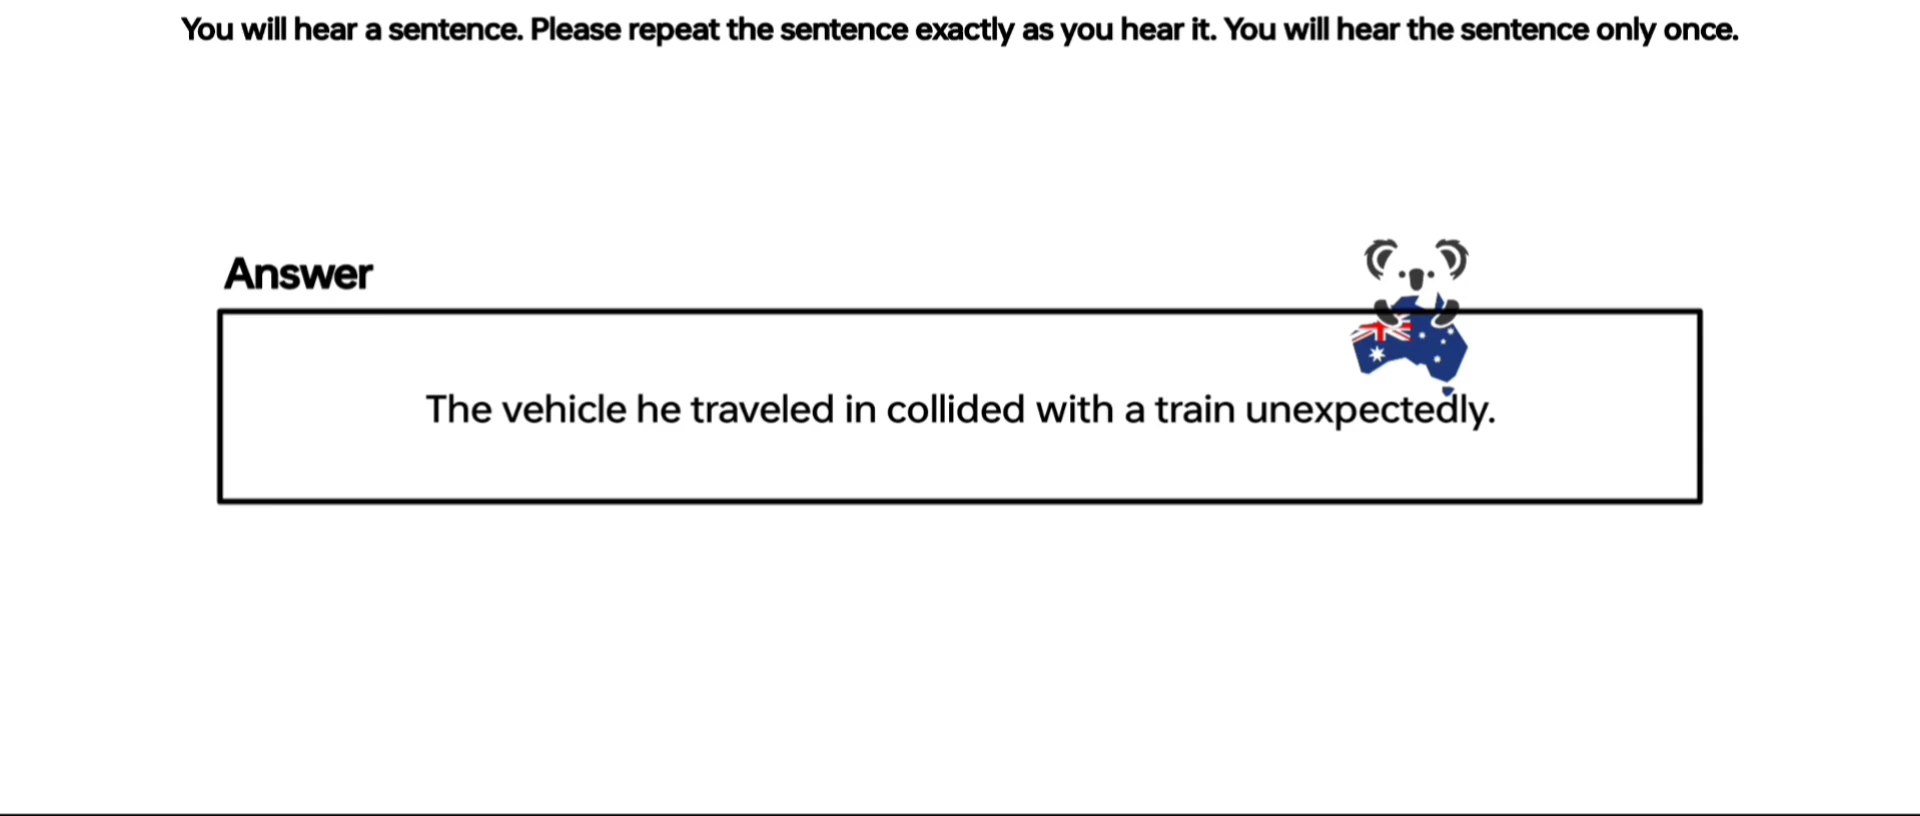 You will hear a sentence. Please repeat the sentence exactly as you hear it. You will hear the sentence only once.
Answer
The vehicle he traveled in collided with a train unexpectedly.